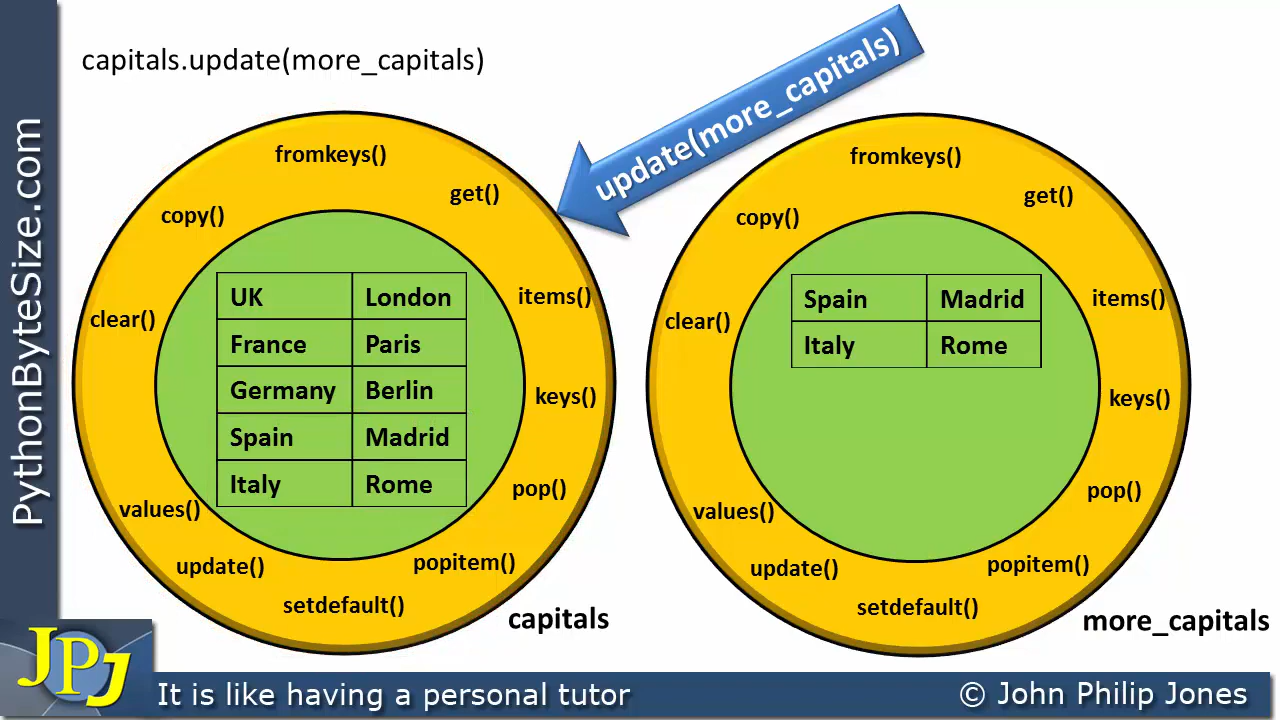 capitals.update(more_capitals)
update(more_capitals)
PythonByteSize.com
fromkeys()
get()
copy()
items()
clear()
keys()
pop()
values()
update()
popitem()
setdefault()
UK London
France Paris
Germany Berlin
Spain Madrid
Italy Rome
capitals
fromkeys()
get()
copy()
items()
clear()
keys()
pop()
values()
update()
popitem()
setdefault()
Spain Madrid
Italy Rome
more_capitals
JPJ
It is like having a personal tutor
© John Philip Jones